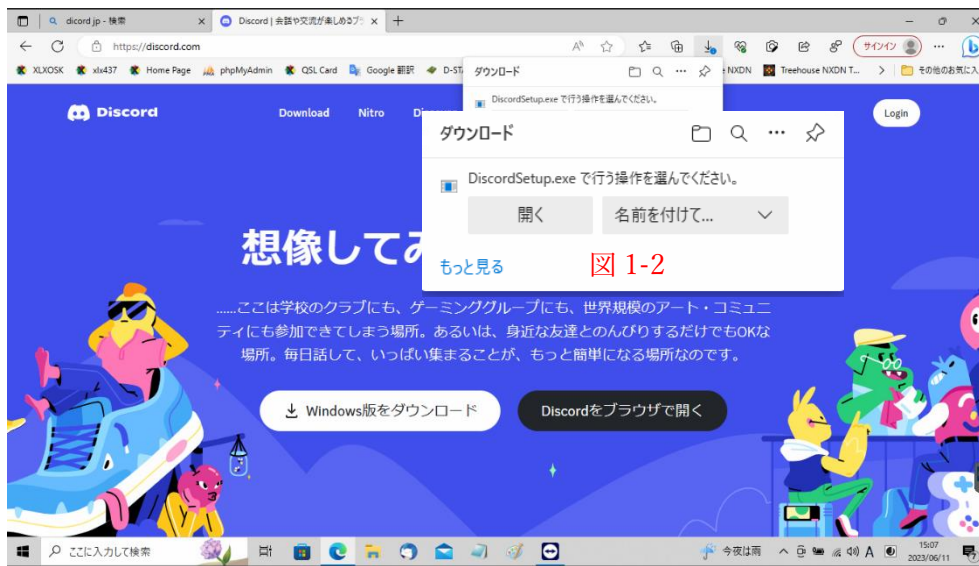 dicord jp - 検索
Discord | 会話や交流が楽しめる
https://discord.com
サインイン
XLXOSK
xlx437
Home Page
phpMyAdmin
QSL Card
Google 翻訳
NXDN
Treehouse NXDN T...
その他のお気に入
ダウンロード
DiscordSetup.exe で行う操作を選んでください。
Discord
Download
Nitro
Login
ダウンロード
DiscordSetup.exe で行う操作を選んでください。
開く
名前を付けて...
もっと見る
図 1-2
想像して
......ここは学校のクラブにも、ゲーミンググループにも、世界規模のアート・コミュニ
ティにも参加できてしまう場所。あるいは、身近な友達とのんびりするだけでもOKな
場所。毎日話して、いっぱい集まることが、もっと簡単になる場所なのです。
Windows版をダウンロード
Discordをブラウザで開く
ここに入力して検索
今夜は雨
A
15:07
2023/06/11